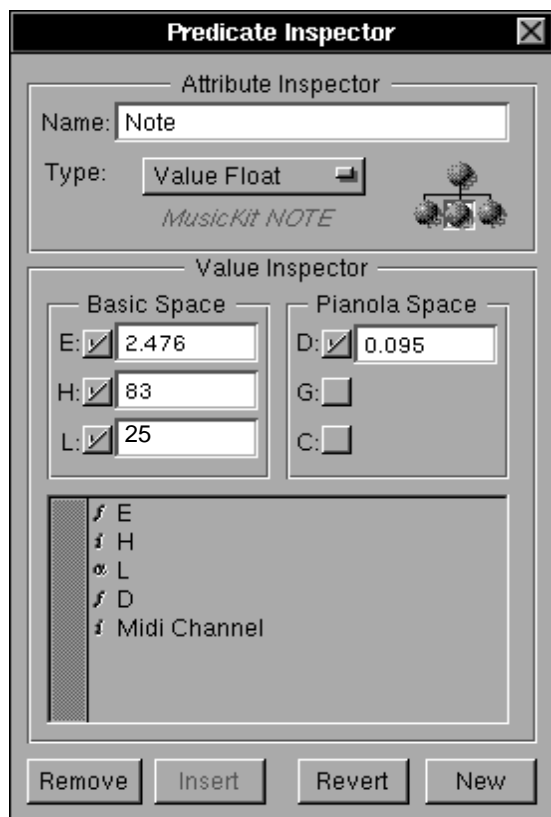 Predicate Inspector
Attribute Inspector
Name: Note
Type: Value Float
MusicKit NOTE
Value Inspector
Basic Space
Pianola Space
E: 2.476
D: 0.095
H: 83
G:
L: 25
C:
f E
i H
α L
f D
i Midi Channel
Remove Insert Revert New